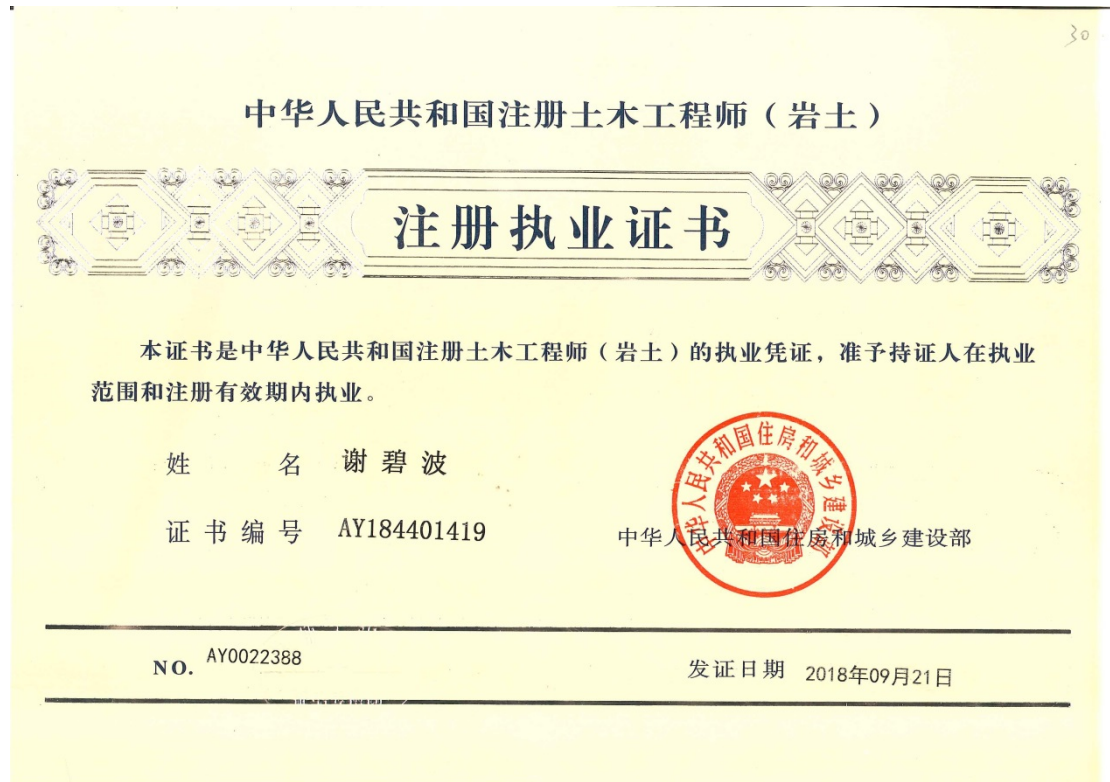 30
中华人民共和国注册土木工程师（岩土）
注册执业证书
本证书是中华人民共和国注册土木工程师（岩土）的执业凭证，准予持证人在执业
范围和注册有效期内执业。
姓 名 谢碧波
证书编号 AY184401419
中华人民共和国住房和城乡建设部
中华人民共和国住房和城乡建设部
NO. AY0022388
发证日期 2018年09月21日